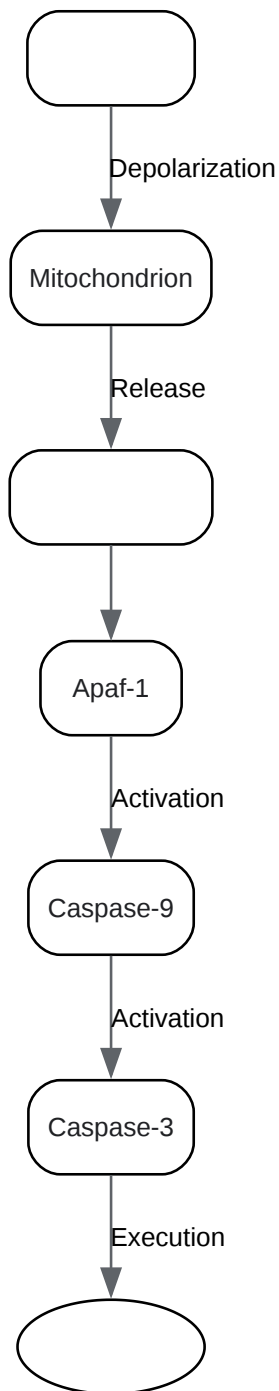 Depolarization
Mitochondrion
Release
Apaf-1
Activation
Caspase-9
Activation
Caspase-3
Execution